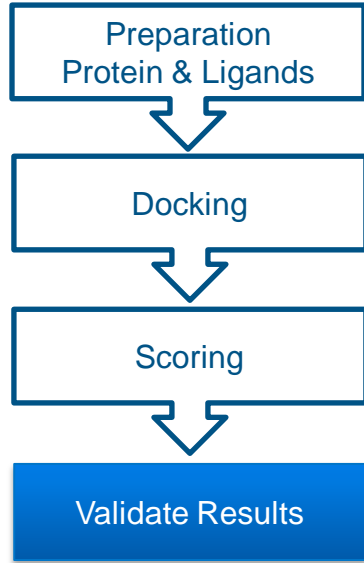 Preparation
Protein & Ligands
Docking
Scoring
Validate Results